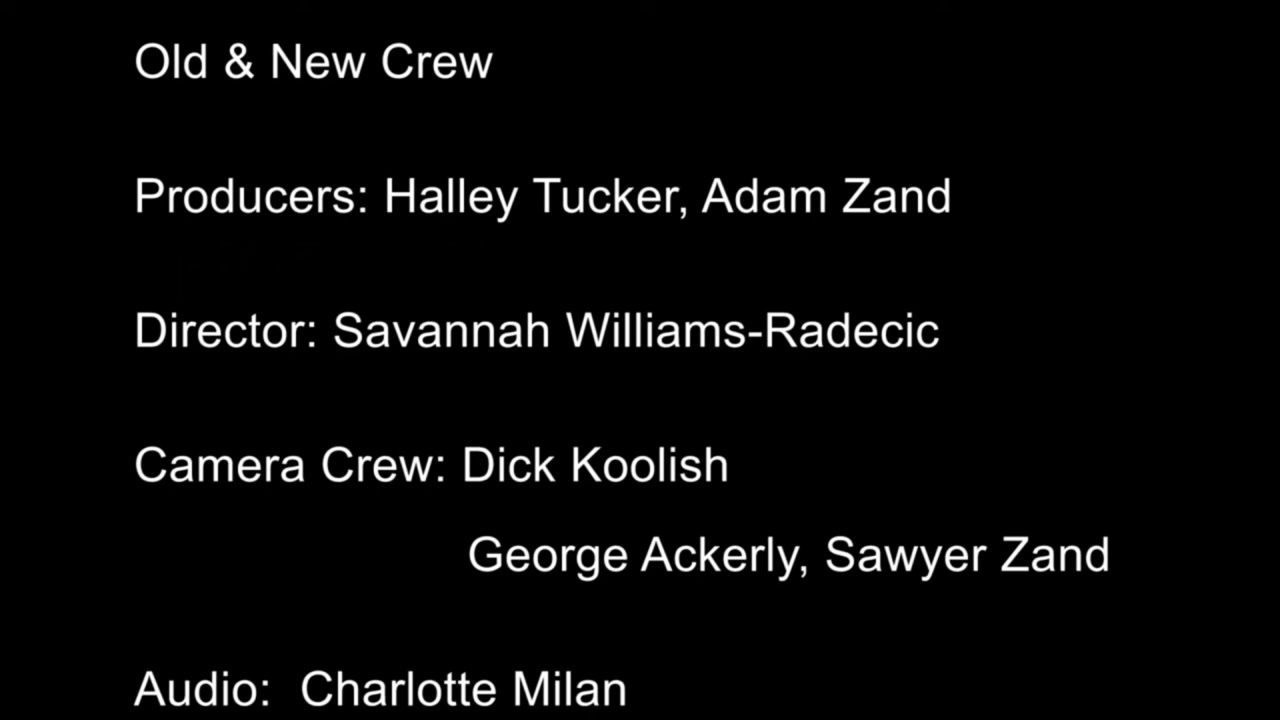 Old & New Crew
Producers: Halley Tucker, Adam Zand
Director: Savannah Williams-Radecic
Camera Crew: Dick Koolish
George Ackerly, Sawyer Zand
Audio:  Charlotte Milan